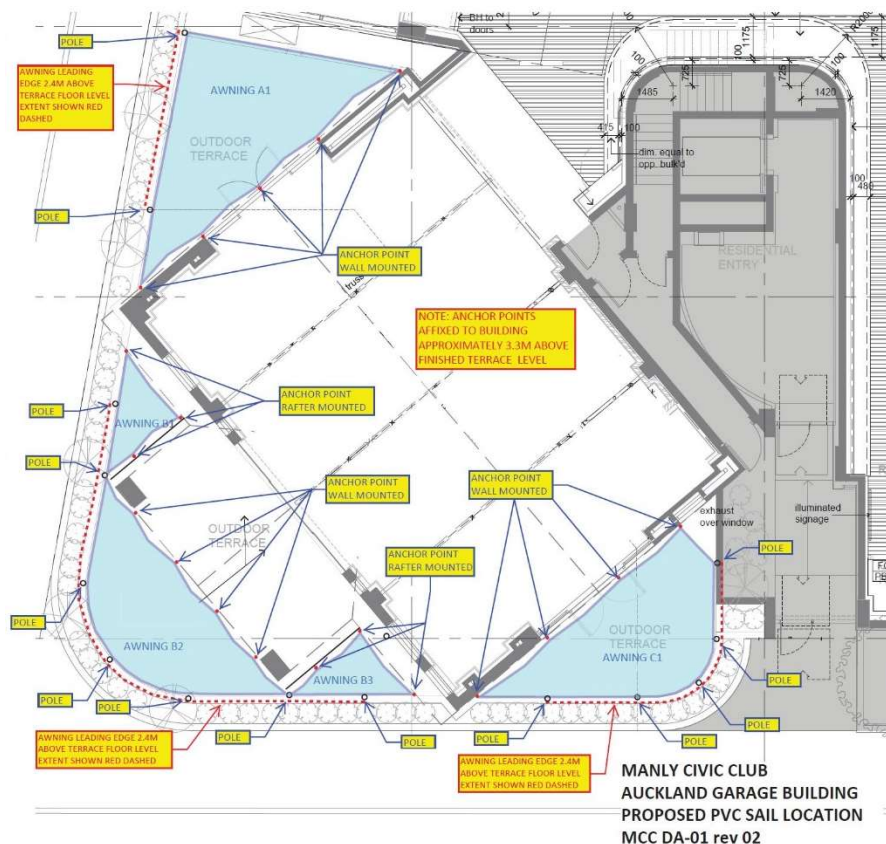 BH to
doors
R2000
1175
100
1175
100
725
725
100
1485
1420
415
100
dim. equal to
opp. bulk'd
100
480
POLE
AWNING LEADING
EDGE 2.4M ABOVE
TERRACE FLOOR LEVEL
EXTENT SHOWN RED
DASHED
AWNING A1
OUTDOOR
TERRACE
POLE
ANCHOR POINT
WALL MOUNTED
truss
RESIDENTIAL
ENTRY
NOTE: ANCHOR POINTS
AFFIXED TO BUILDING
APPROXIMATELY 3.3M ABOVE
FINISHED TERRACE LEVEL
ANCHOR POINT
RAFTER MOUNTED
POLE
AWNING B1
POLE
ANCHOR POINT
WALL MOUNTED
ANCHOR POINT
WALL MOUNTED
exhaust
over window
illuminated
signage
OUTDOOR
TERRACE
ANCHOR POINT
RAFTER MOUNTED
POLE
POLE
AWNING B2
OUTDOOR
TERRACE
AWNING C1
POLE
AWNING B3
POLE
POLE
POLE
POLE
POLE
POLE
POLE
POLE
AWNING LEADING EDGE 2.4M
ABOVE TERRACE FLOOR LEVEL
EXTENT SHOWN RED DASHED
AWNING LEADING EDGE 2.4M
ABOVE TERRACE FLOOR LEVEL
EXTENT SHOWN RED DASHED
MANLY CIVIC CLUB
AUCKLAND GARAGE BUILDING
PROPOSED PVC SAIL LOCATION
MCC DA-01 rev 02